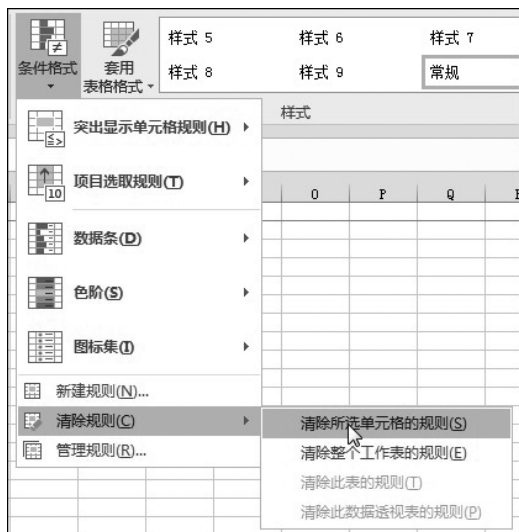 样式 5 样式 6 样式 7
条件格式 套用
表格格式 样式 8 样式 9 常规
样式
突出显示单元格规则(H)
项目选取规则(T)
10
O P Q
数据条(D)
色阶(S)
图标集(I)
新建规则(N)...
清除规则(C)
管理规则(R)...
清除所选单元格的规则(S)
清除整个工作表的规则(E)
清除此表的规则(T)
清除此数据透视表的规则(P)